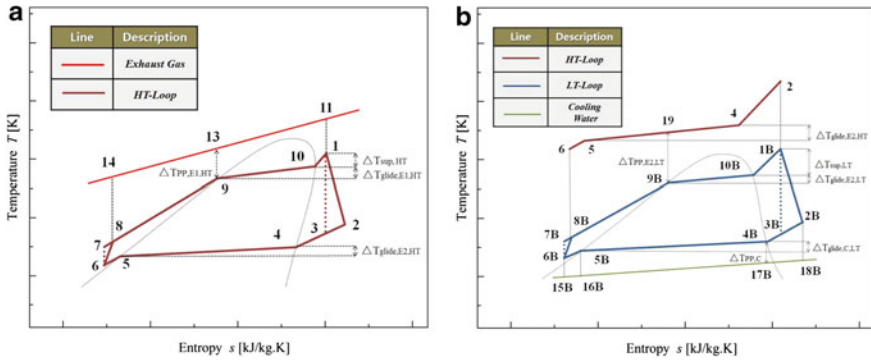 a
Line Description
Exhaust Gas
HT-Loop
11
13
14
1
10
△Tsup,HT
△TPP,E1,HT
△Tglide,E1,HT
9
8
7
3
2
4
△Tglide,E2,HT
6
5
Temperature T [K]
Entropy s [kJ/kg.K]
b
Line Description
HT-Loop
LT-Loop
Cooling Water
2
4
19
△Tglide,E2,HT
6
5
1B
△TPP,E2,LT
10B
△Tsup,LT
9B
△Tglide,E2,LT
8B
2B
7B
3B
4B
6B
5B
△Tglide,C,LT
△TPP,C
17B
18B
15B
16B
Temperature T [K]
Entropy s [kJ/kg.K]